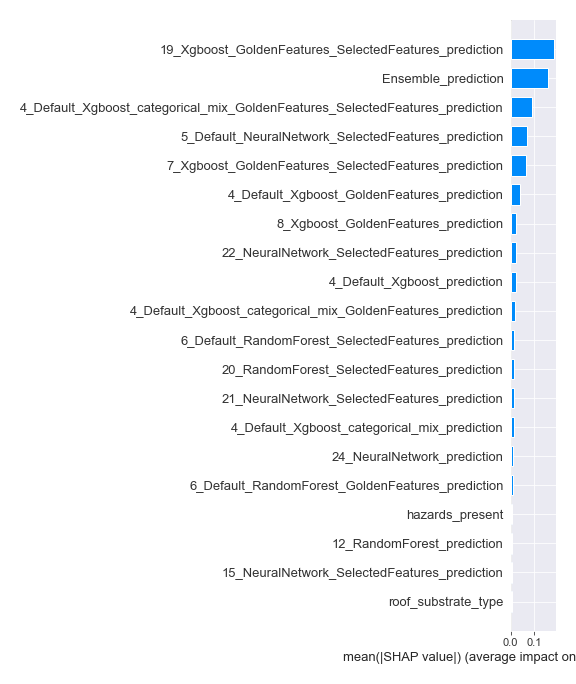 19_Xgboost_GoldenFeatures_SelectedFeatures_prediction
Ensemble_prediction
4_Default_Xgboost_categorical_mix_GoldenFeatures_SelectedFeatures_prediction
5_Default_NeuralNetwork_SelectedFeatures_prediction
7_Xgboost_GoldenFeatures_SelectedFeatures_prediction
4_Default_Xgboost_GoldenFeatures_prediction
8_Xgboost_GoldenFeatures_prediction
22_NeuralNetwork_SelectedFeatures_prediction
4_Default_Xgboost_prediction
4_Default_Xgboost_categorical_mix_GoldenFeatures_prediction
6_Default_RandomForest_SelectedFeatures_prediction
20_RandomForest_SelectedFeatures_prediction
21_NeuralNetwork_SelectedFeatures_prediction
4_Default_Xgboost_categorical_mix_prediction
24_NeuralNetwork_prediction
6_Default_RandomForest_GoldenFeatures_prediction
hazards_present
12_RandomForest_prediction
15_NeuralNetwork_SelectedFeatures_prediction
roof_substrate_type
0.0 0.1
mean(|SHAP value|) (average impact on